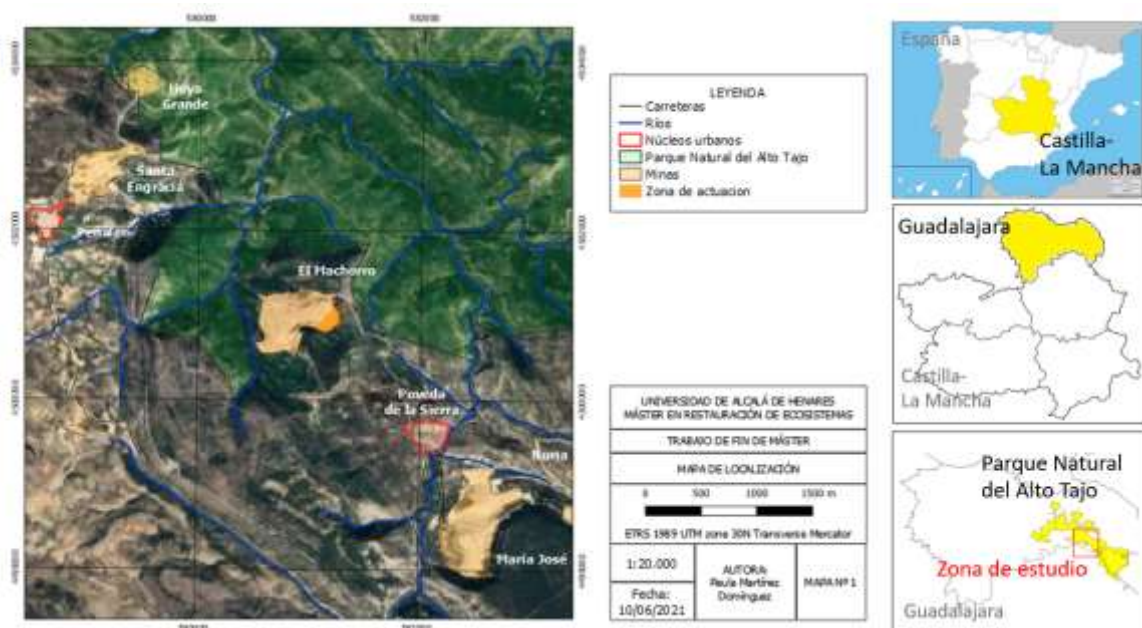 Hoya
Grande
Santa
Engracia
Peñalén
El Machorro
Poveda
de la Sierra
Roma
María José
LEYENDA
Carreteras
Ríos
Núcleos urbanos
Parque Natural del Alto Tajo
Minas
Zona de actuacion
UNIVERSIDAD DE ALCALÁ DE HENARES
MÁSTER EN RESTAURACIÓN DE ECOSISTEMAS
TRABAJO DE FIN DE MÁSTER
MAPA DE LOCALIZACIÓN
0 500 1000 1500 m
ETRS 1989 UTM zone 30N Transverse Mercator
1:20.000
Fecha:
10/06/2021
AUTORA:
Paula Martínez
Domínguez
MAPA Nº 1
España
Castilla-
La Mancha
Guadalajara
Castilla-
La Mancha
Parque Natural
del Alto Tajo
Zona de estudio
Guadalajara